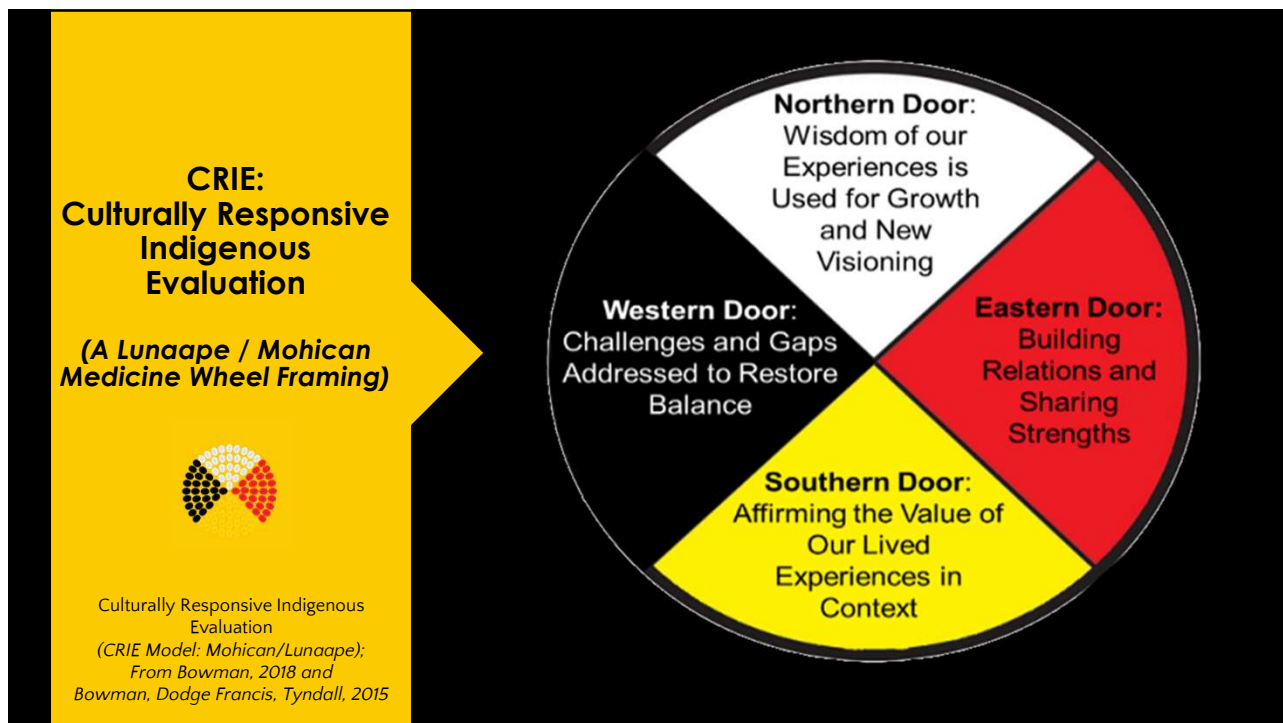 CRIE:
Culturally Responsive
Indigenous
Evaluation
(A Lunaape / Mohican
Medicine Wheel Framing)
Culturally Responsive Indigenous
Evaluation
(CRIE Model: Mohican/Lunaape);
From Bowman, 2018 and
Bowman, Dodge Francis, Tyndall, 2015
Northern Door:
Wisdom of our
Experiences is
Used for Growth
and New
Visioning
Western Door:
Challenges and Gaps
Addressed to Restore
Balance
Eastern Door:
Building
Relations and
Sharing
Strengths
Southern Door:
Affirming the Value of
Our Lived
Experiences in
Context